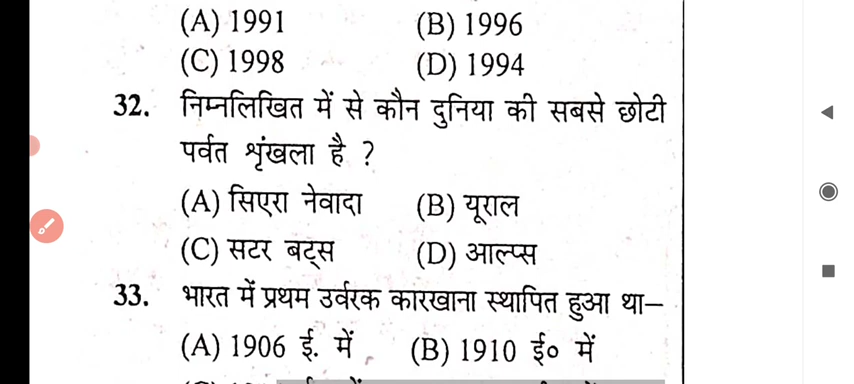 (A) 1991 (B) 1996
(C) 1998 (D) 1994
32. निम्नलिखित में से कौन दुनिया की सबसे छोटी
पर्वत शृंखला है ?
(A) सिएरा नेवादा (B) यूराल
(C) सटर बट्स (D) आल्प्स
33. भारत में प्रथम उर्वरक कारखाना स्थापित हुआ था–
(A) 1906 ई. में (B) 1910 ई० में